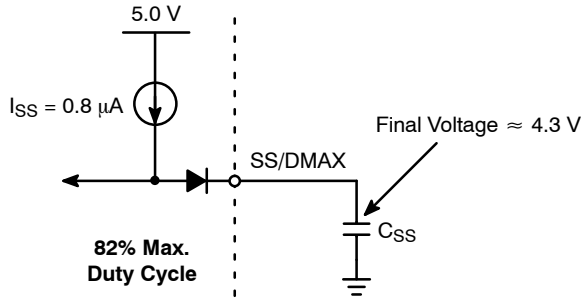 5.0 V
I_SS = 0.8 μA
Final Voltage ≈ 4.3 V
SS/DMAX
C_SS
82% Max.
Duty Cycle